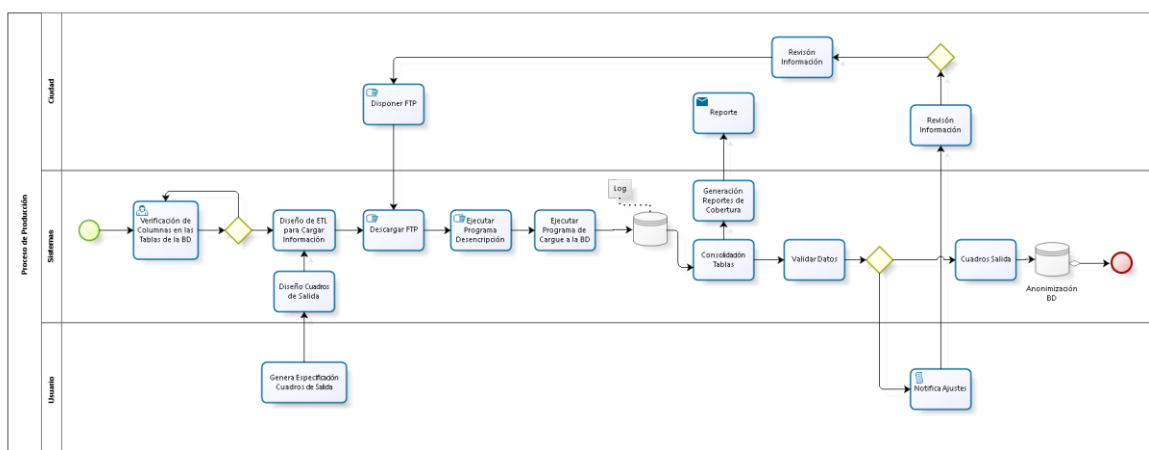 Proceso de Producción
Ciudad
Revisón
Información
Disponer FTP
Reporte
Revisón
Información
Sistemas
Log
Verificación de
Columnas en las
Tablas de la BD
Diseño de ETL
para Cargar
Información
Descargar FTP
Ejecutar
Programa
Desencripción
Ejecutar
Programa de
Cargue a la BD
Generación
Reportes de
Cobertura
Consolidación
Tablas
Validar Datos
Cuadros Salida
Anonimización
BD
Diseño Cuadros
de Salida
Usuario
Genera Especificación
Cuadros de Salida
Notifica Ajustes